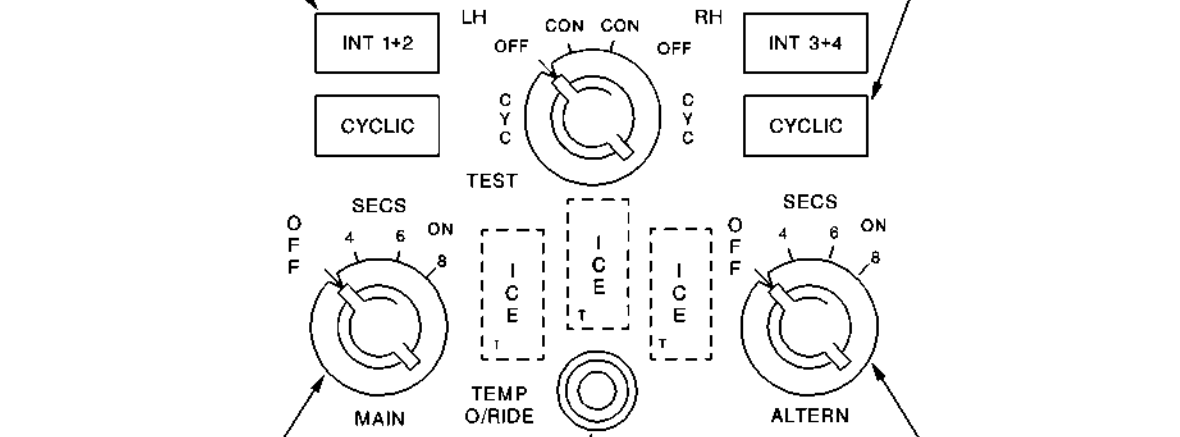 LH
RH
INT 1+2
OFF
CON
CON
OFF
INT 3+4
CYCLIC
CYC
CYC
CYCLIC
TEST
SECS
OFF
4
6
ON
8
ICE
T
ICE
T
ICE
T
SECS
OFF
4
6
ON
8
MAIN
TEMP
O/RIDE
ALTERN